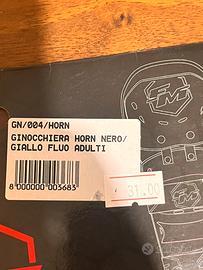 GN/004/HORN
GINOCCHIERA HORN NERO/
GIALLO FLUO ADULTI
8 000000 003683
31.00